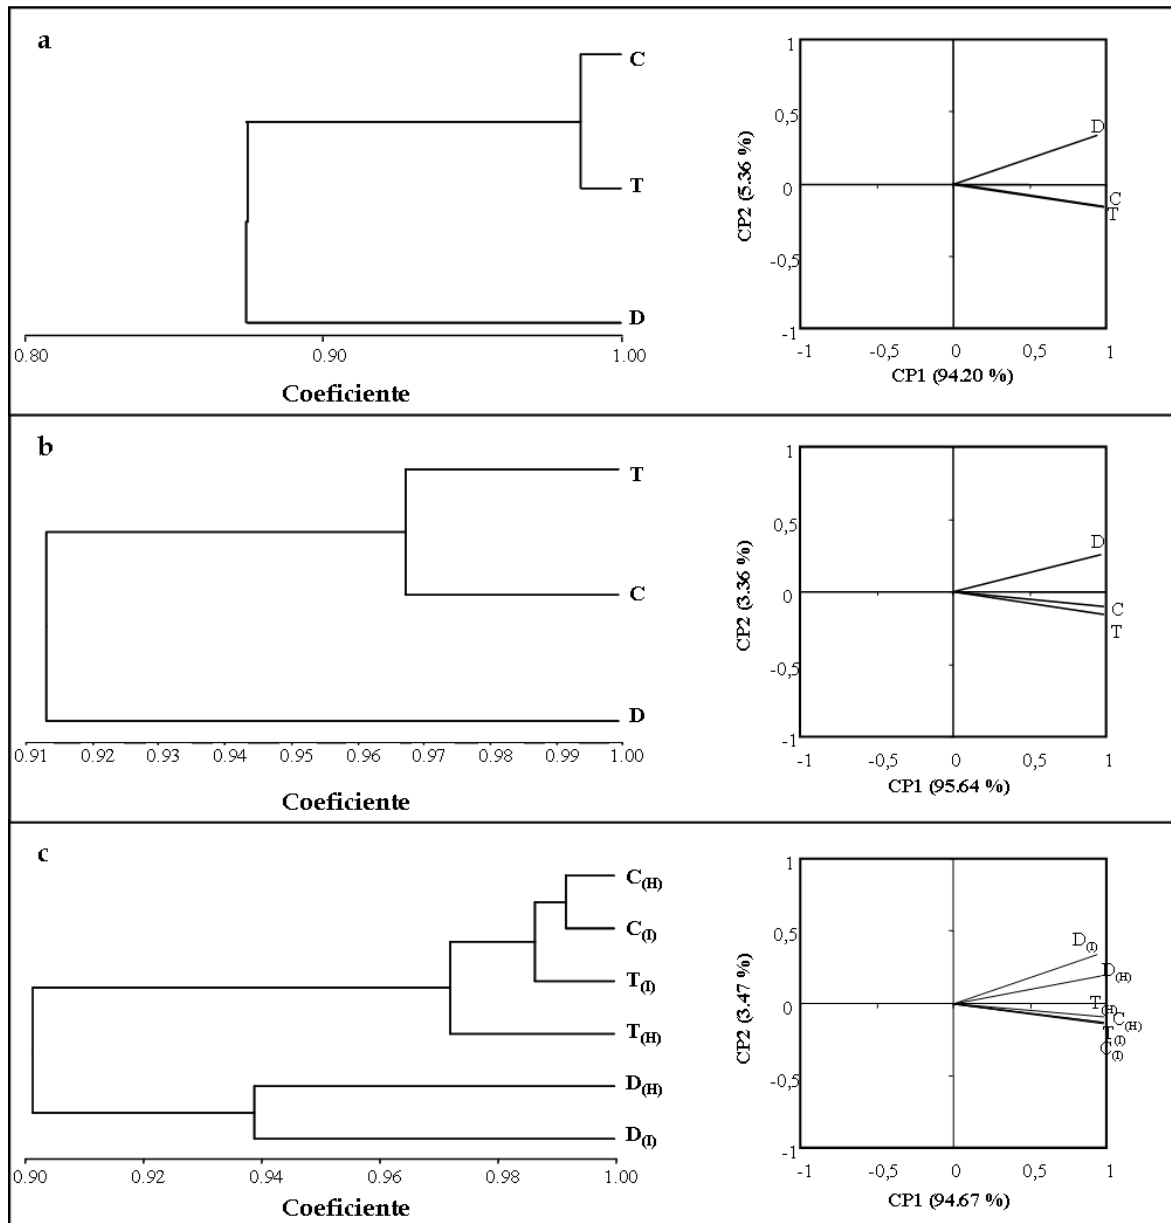 a
C
T
D
0.80
0.90
1.00
Coeficiente
1
0,5
0
-0,5
-1
CP2 (5.36 %)
D
C
T
-1
-0,5
0
0,5
1
CP1 (94.20 %)
b
T
C
D
0.91
0.92
0.93
0.94
0.95
0.96
0.97
0.98
0.99
1.00
Coeficiente
1
0,5
0
-0,5
-1
CP2 (3.36 %)
D
C
T
-1
-0,5
0
0,5
1
CP1 (95.64 %)
c
C(H)
C(I)
T(I)
T(H)
D(H)
D(I)
0.90
0.92
0.94
0.96
0.98
1.00
Coeficiente
1
0,5
0
-0,5
-1
CP2 (3.47 %)
D(I)
D(H)
T(H)
C(H)
T(I)
C(I)
-1
-0,5
0
0,5
1
CP1 (94.67 %)